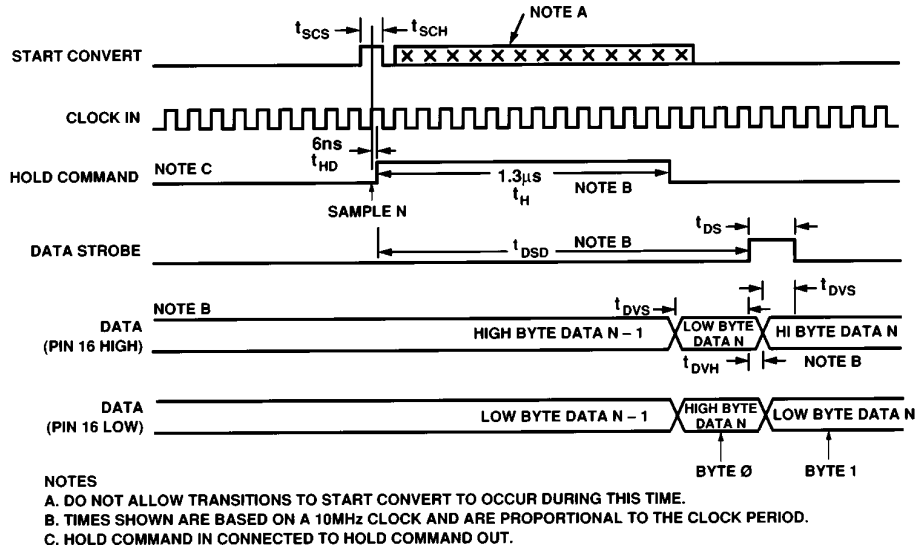 NOTE A
tSCS
tSCH
START CONVERT
X X X X X X X X X X X X X
CLOCK IN
6ns
tHD
NOTE C
HOLD COMMAND
1.3µs
tH
NOTE B
SAMPLE N
tDS
DATA STROBE
tDSD
NOTE B
tDVS
NOTE B
tDVS
DATA
(PIN 16 HIGH)
HIGH BYTE DATA N – 1
LOW BYTE
DATA N
HI BYTE DATA N
tDVH
NOTE B
DATA
(PIN 16 LOW)
LOW BYTE DATA N – 1
HIGH BYTE
DATA N
LOW BYTE DATA N
BYTE Ø
BYTE 1
NOTES
A. DO NOT ALLOW TRANSITIONS TO START CONVERT TO OCCUR DURING THIS TIME.
B. TIMES SHOWN ARE BASED ON A 10MHz CLOCK AND ARE PROPORTIONAL TO THE CLOCK PERIOD.
C. HOLD COMMAND IN CONNECTED TO HOLD COMMAND OUT.